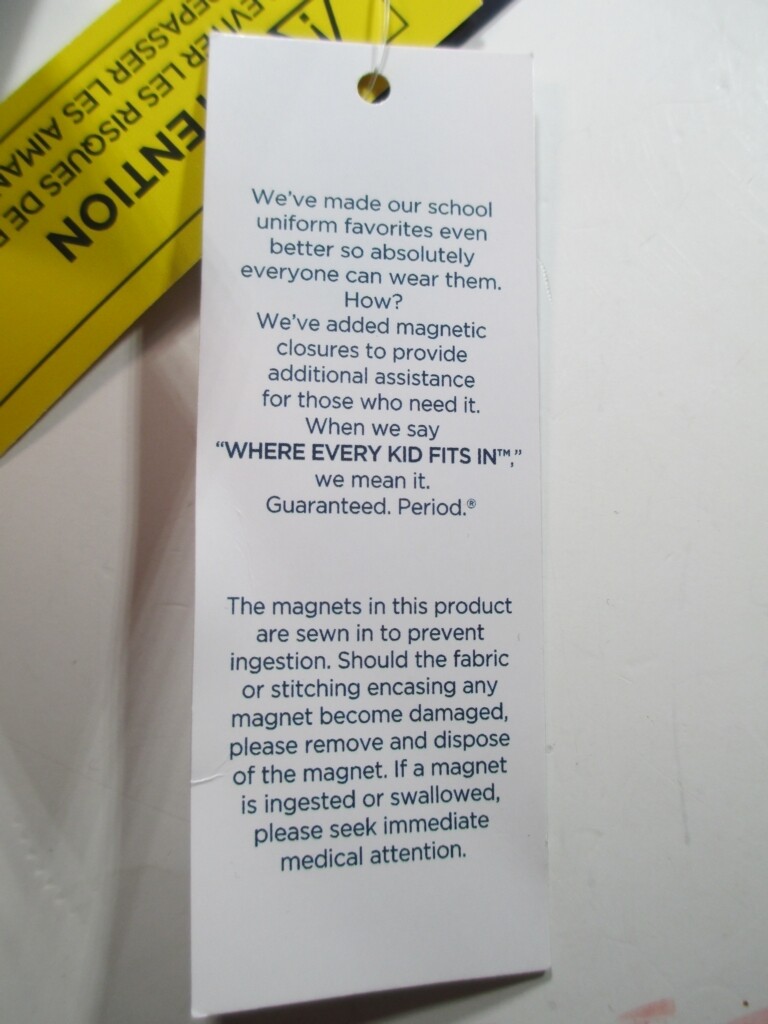 ATTENTION
ÉVITER LES RISQUES DE
DÉPASSER LES
We've made our school
uniform favorites even
better so absolutely
everyone can wear them.
How?
We've added magnetic
closures to provide
additional assistance
for those who need it.
When we say
“WHERE EVERY KID FITS IN™,”
we mean it.
Guaranteed. Period.®
The magnets in this product
are sewn in to prevent
ingestion. Should the fabric
or stitching encasing any
magnet become damaged,
please remove and dispose
of the magnet. If a magnet
is ingested or swallowed,
please seek immediate
medical attention.